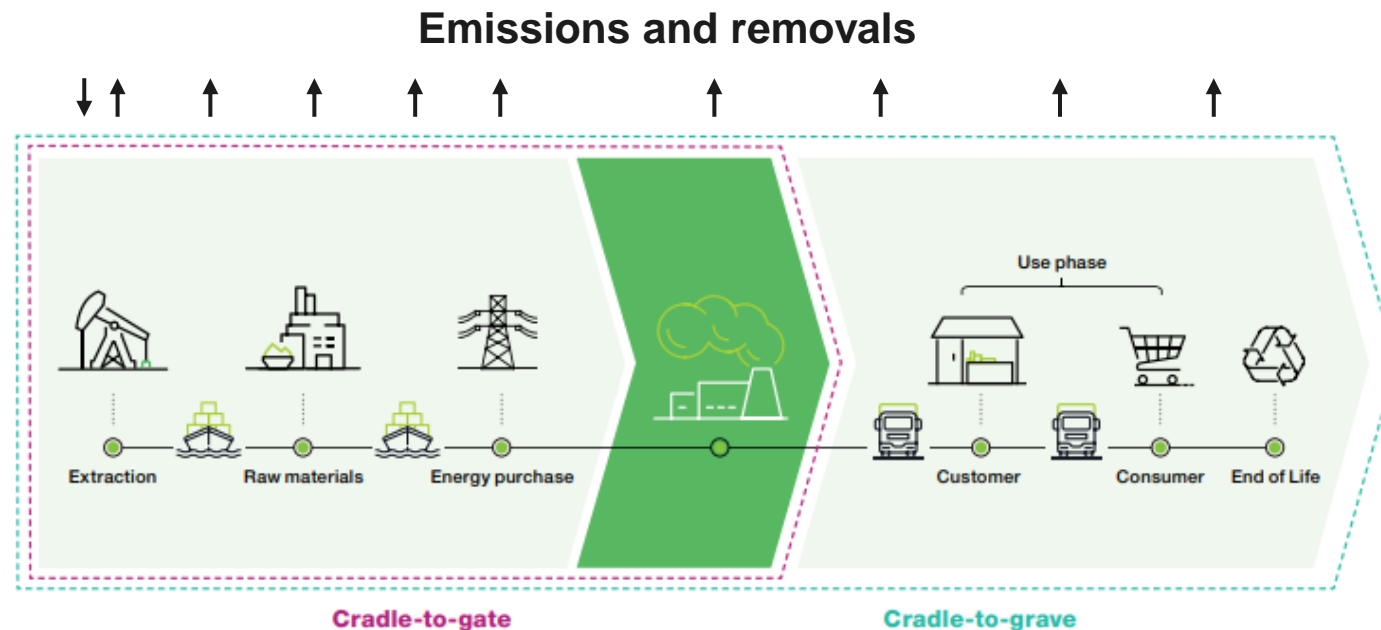 Emissions and removals
Use phase
Extraction
Raw materials
Energy purchase
Customer
Consumer
End of Life
Cradle-to-gate
Cradle-to-grave